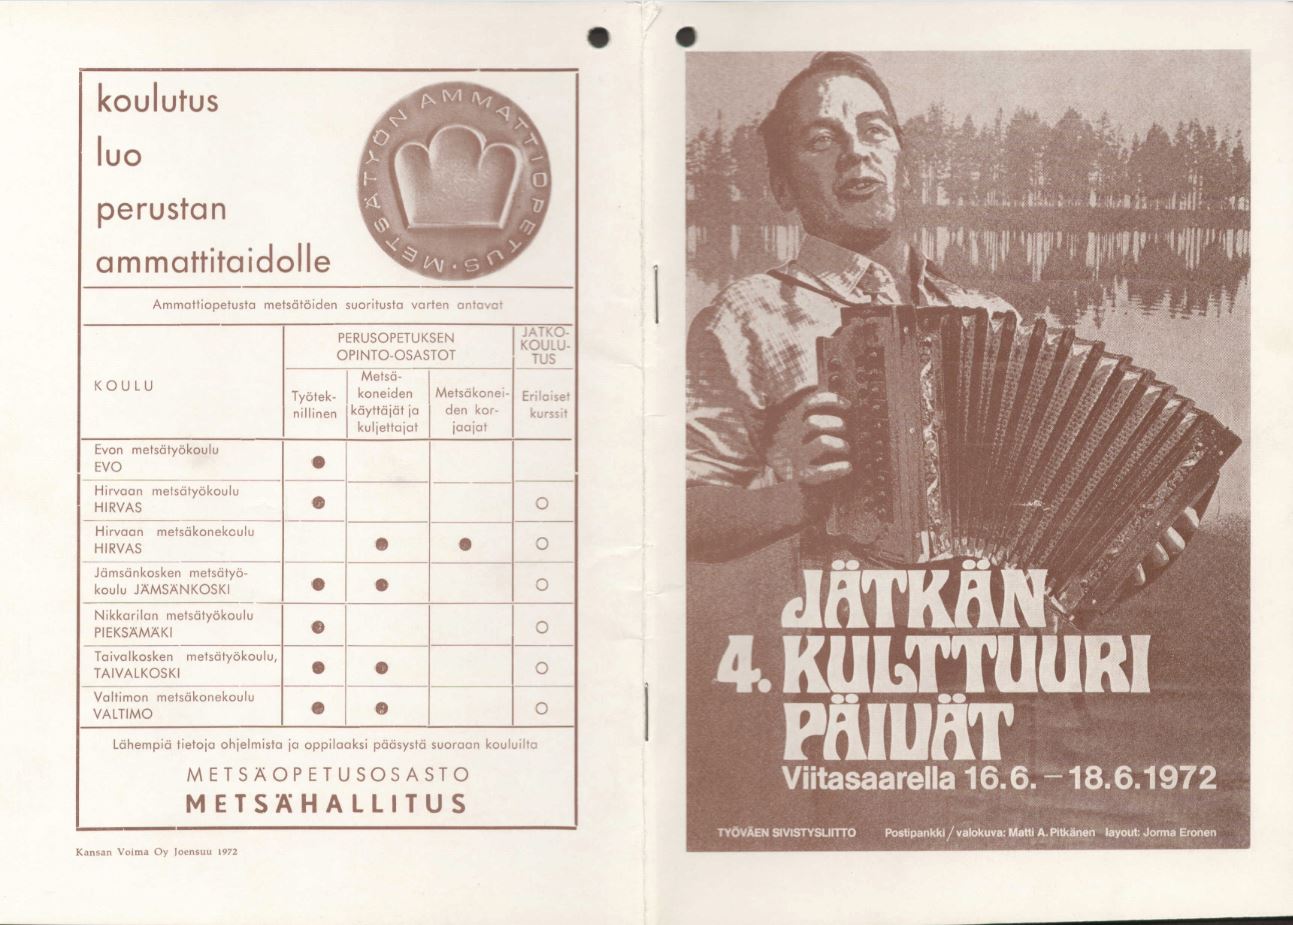 koulutus
luo
perustan
ammattitaidolle
METSÄTYÖN AMMATTIOPETUS ·
Ammattiopetusta metsätöiden suoritusta varten antavat
KOULU
PERUSOPETUKSEN
OPINTO-OSASTOT
JATKO-
KOULU-
TUS
Työtek-
nillinen
Metsä-
koneiden
käyttäjät ja
kuljettajat
Metsäkonei-
den kor-
jaajat
Erilaiset
kurssit
Evon metsätyökoulu
EVO
Hirvaan metsätyökoulu
HIRVAS
Hirvaan metsäkonekoulu
HIRVAS
Jämsänkosken metsätyö-
koulu JÄMSÄNKOSKI
Nikkarilan metsätyökoulu
PIEKSÄMÄKI
Taivalkosken metsätyökoulu,
TAIVALKOSKI
Valtimon metsäkonekoulu
VALTIMO
Lähempiä tietoja ohjelmista ja oppilaaksi pääsystä suoraan kouluilta
METSÄOPETUSOSASTO
METSÄHALLITUS
Kansan Voima Oy Joensuu 1972
JÄTKÄN
4. KULTTUURI
PÄIVÄT
Viitasaarella 16.6. – 18.6.1972
TYÖVÄEN SIVISTYSLIITTO Postipankki / valokuva: Matti A. Pitkänen layout: Jorma Eronen